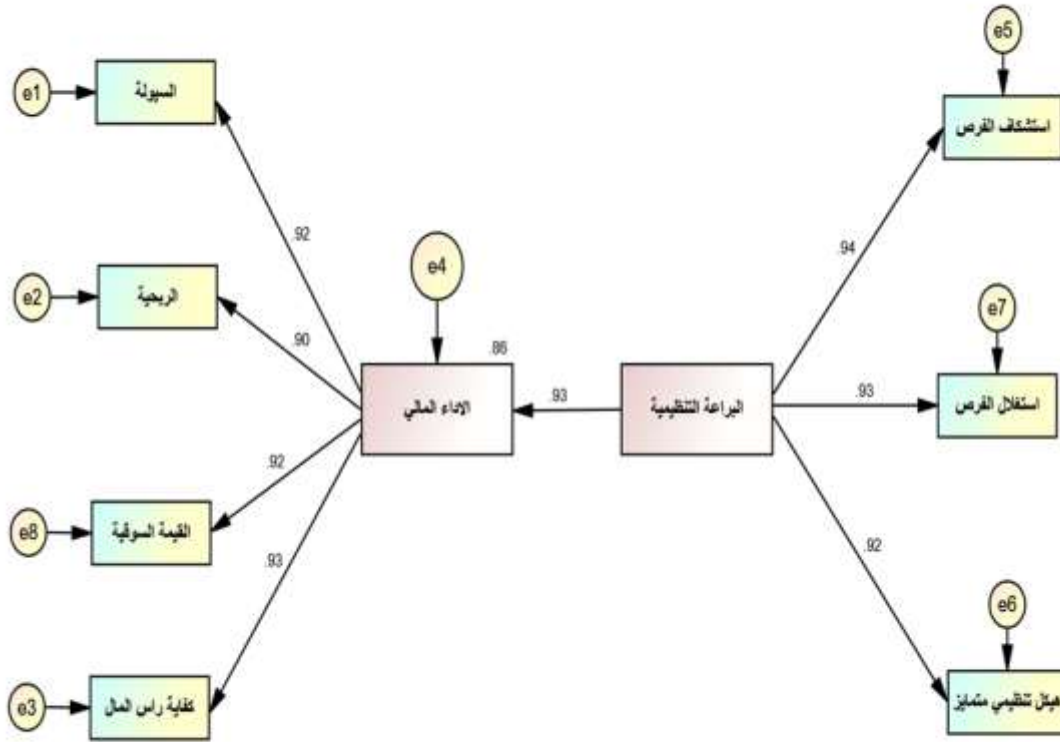 e5
e1
السيولة
استشكاف الفرص
.92
.94
e4
e2
الربحية
e7
.90
.86
الاداء المالي
.93
البراعة التنظيمية
.93
استغلال الفرص
.92
e8
القيمة السوقية
.93
.92
e6
e3
كفاية راس المال
هيكل تنظيمي متمايز